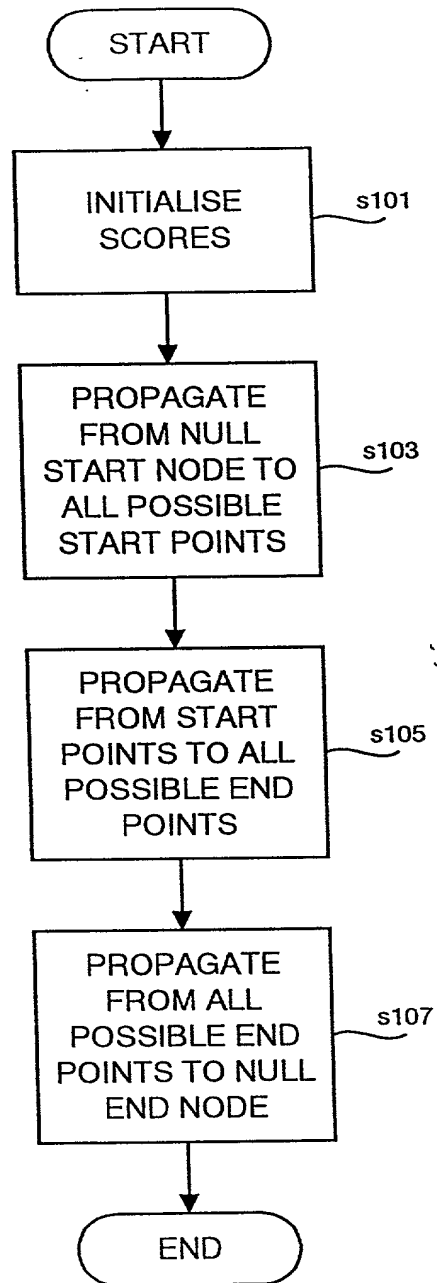 START
INITIALISE
SCORES
s101
PROPAGATE
FROM NULL
START NODE TO
ALL POSSIBLE
START POINTS
s103
PROPAGATE
FROM START
POINTS TO ALL
POSSIBLE END
POINTS
s105
PROPAGATE
FROM ALL
POSSIBLE END
POINTS TO NULL
END NODE
s107
END